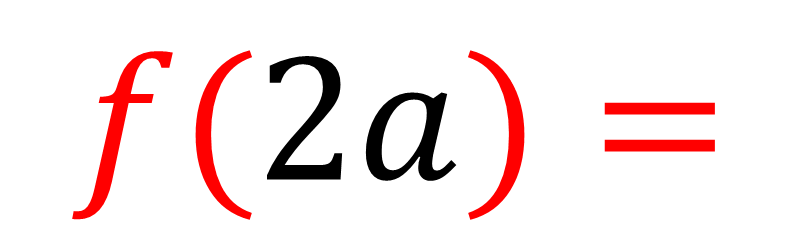 f(2a) =